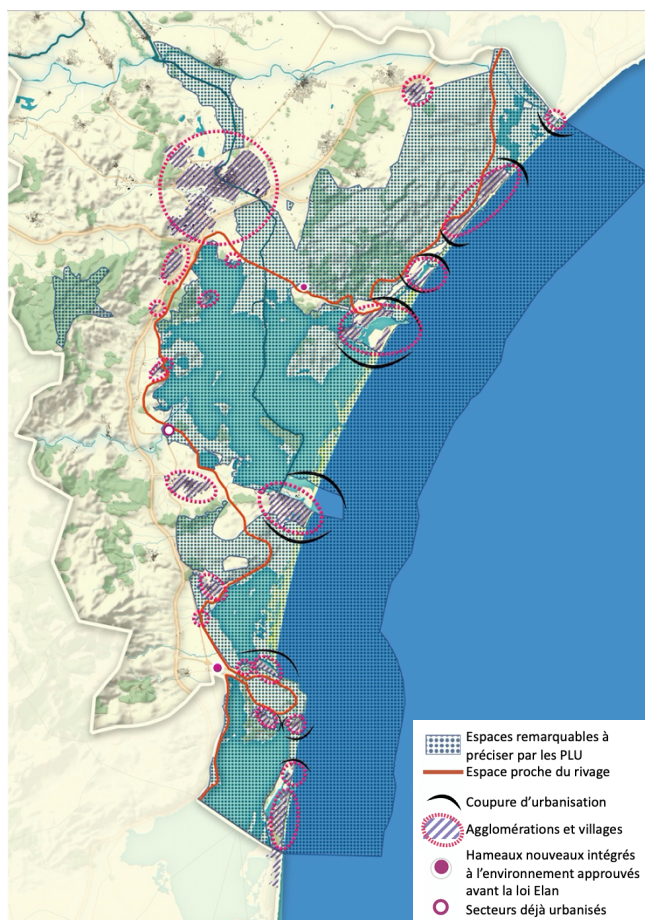 Espaces remarquables à
préciser par les PLU
Espace proche du rivage
Coupure d'urbanisation
Agglomérations et villages
Hameaux nouveaux intégrés
à l'environnement approuvés
avant la loi Elan
Secteurs déjà urbanisés